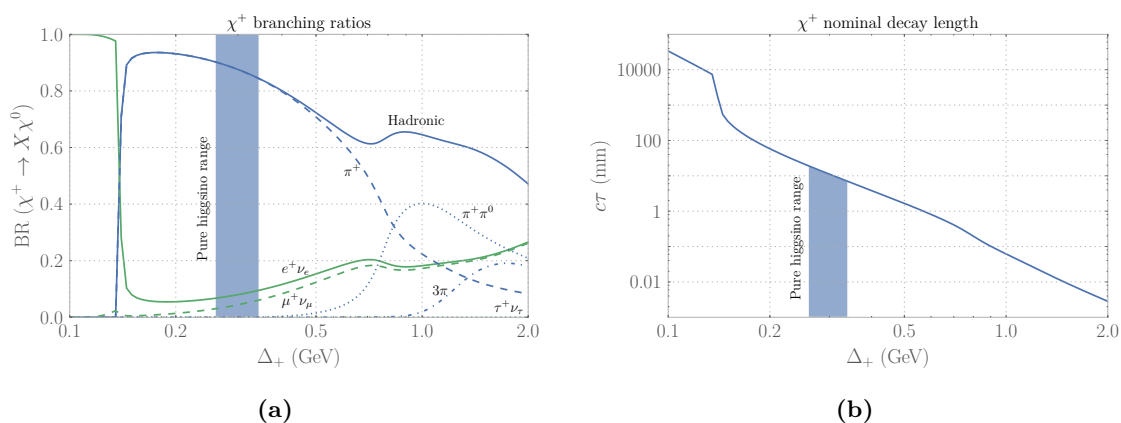 χ⁺ branching ratios
BR (χ⁺ → Xχ⁰)
1.0
0.8
0.6
0.4
0.2
0.0
Pure higgsino range
Hadronic
π⁺
π⁺π⁰
e⁺νₑ
μ⁺ν_μ
3π
τ⁺ν_τ
0.1
0.2
0.5
1.0
2.0
Δ₊ (GeV)
(a)
χ⁺ nominal decay length
cτ (mm)
10000
100
1
0.01
Pure higgsino range
0.1
0.2
0.5
1.0
2.0
Δ₊ (GeV)
(b)